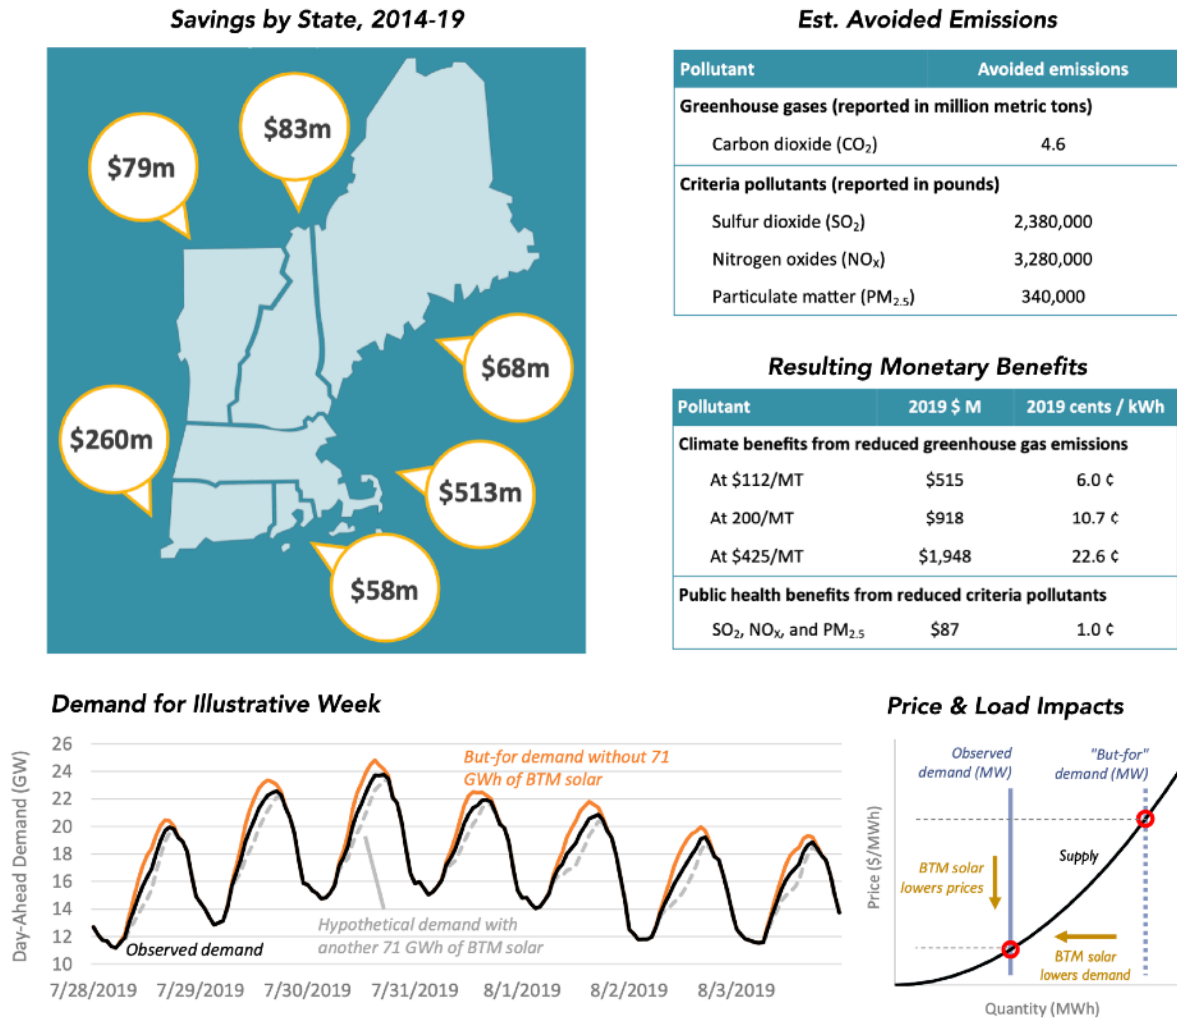 Savings by State, 2014-19
$83m
$79m
$68m
$260m
$513m
$58m
Est. Avoided Emissions
Pollutant Avoided emissions
Greenhouse gases (reported in million metric tons)
Carbon dioxide (CO₂) 4.6
Criteria pollutants (reported in pounds)
Sulfur dioxide (SO₂) 2,380,000
Nitrogen oxides (NOₓ) 3,280,000
Particulate matter (PM₂.₅) 340,000
Resulting Monetary Benefits
Pollutant 2019 $ M 2019 cents / kWh
Climate benefits from reduced greenhouse gas emissions
At $112/MT $515 6.0 ¢
At 200/MT $918 10.7 ¢
At $425/MT $1,948 22.6 ¢
Public health benefits from reduced criteria pollutants
SO₂, NOₓ, and PM₂.₅ $87 1.0 ¢
Demand for Illustrative Week
Day-Ahead Demand (GW)
26
24
22
20
18
16
14
12
10
But-for demand without 71
GWh of BTM solar
Observed demand
Hypothetical demand with
another 71 GWh of BTM solar
7/28/2019 7/29/2019 7/30/2019 7/31/2019 8/1/2019 8/2/2019 8/3/2019
Price & Load Impacts
Price ($/MWh)
Observed
demand (MW)
"But-for"
demand (MW)
Supply
BTM solar
lowers prices
BTM solar
lowers demand
Quantity (MWh)